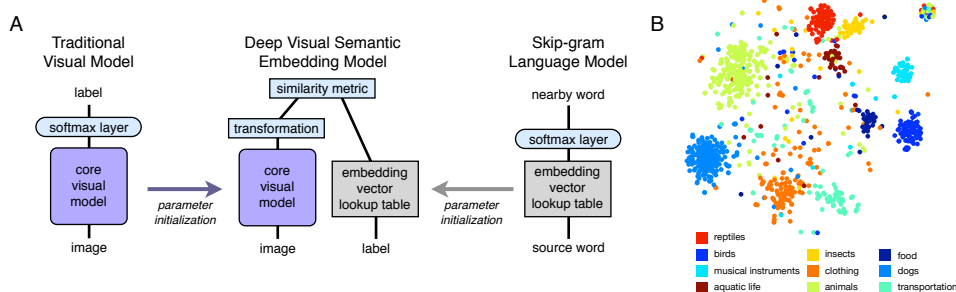 A
Traditional
Visual Model
label
softmax layer
core
visual
model
image
parameter
initialization
Deep Visual Semantic
Embedding Model
similarity metric
transformation
core
visual
model
image
embedding
vector
lookup table
label
parameter
initialization
Skip-gram
Language Model
nearby word
softmax layer
embedding
vector
lookup table
source word
B
reptiles
birds
musical instruments
aquatic life
insects
clothing
animals
food
dogs
transportation